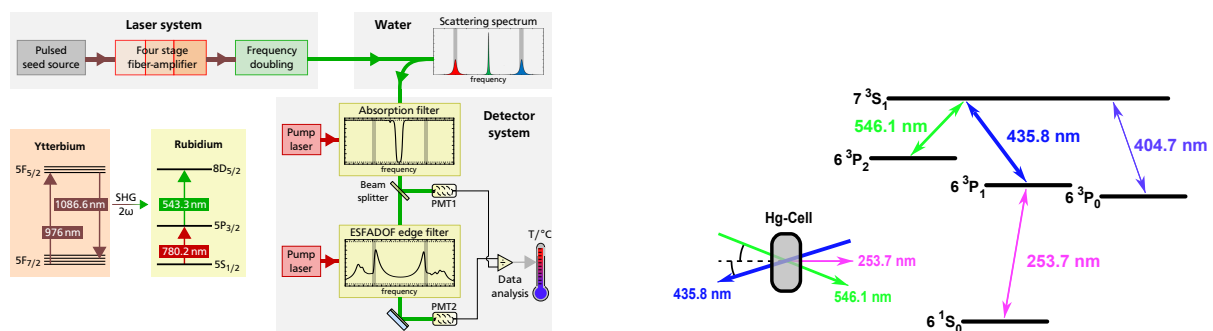 Laser system
Pulsed
seed source
Four stage
fiber-amplifier
Frequency
doubling
Water
Scattering spectrum
frequency
Detector
system
Absorption filter
frequency
Pump
laser
Beam
splitter
PMT1
ESFADOF edge filter
frequency
Pump
laser
PMT2
÷
Data
analysis
T/°C
Ytterbium
5F5/2
1086.6 nm
976 nm
5F7/2
SHG
2ω
Rubidium
8D5/2
543.3 nm
5P3/2
780.2 nm
5S1/2
7 ³S₁
546.1 nm
435.8 nm
404.7 nm
6 ³P₂
6 ³P₁
6 ³P₀
253.7 nm
6 ¹S₀
Hg-Cell
253.7 nm
435.8 nm
546.1 nm